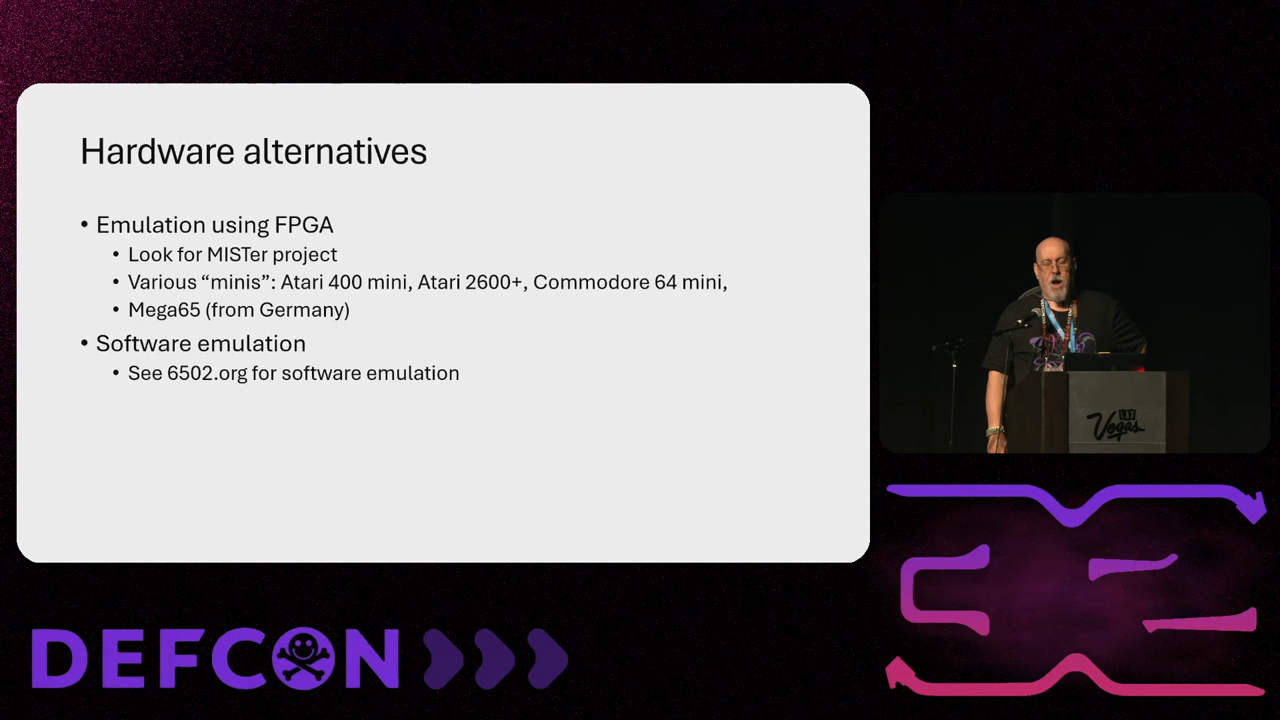 Hardware alternatives
• Emulation using FPGA
• Look for MISTer project
• Various “minis”: Atari 400 mini, Atari 2600+, Commodore 64 mini,
• Mega65 (from Germany)
• Software emulation
• See 6502.org for software emulation
Vegas
DEFCON